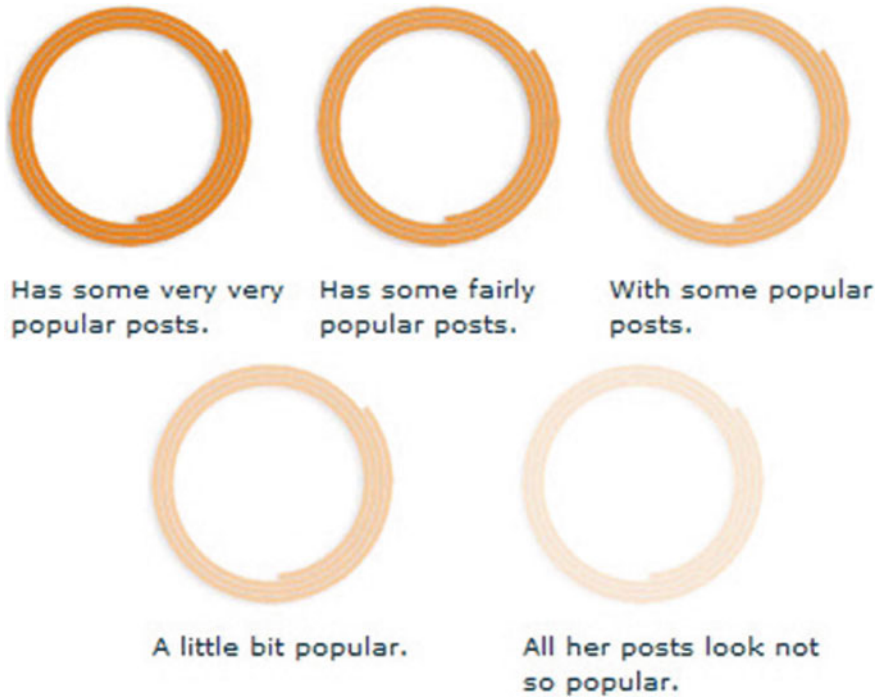 Has some very very
popular posts.
Has some fairly
popular posts.
With some popular
posts.
A little bit popular.
All her posts look not
so popular.